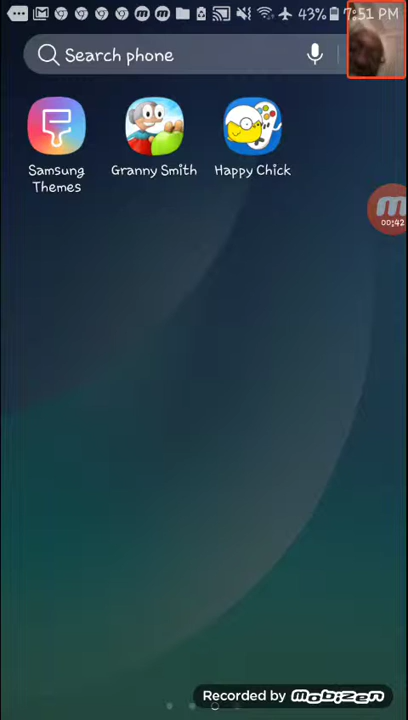 43% 7:51 PM
Search phone
Samsung Themes
Granny Smith
Happy Chick
00:42
Recorded by mobizen